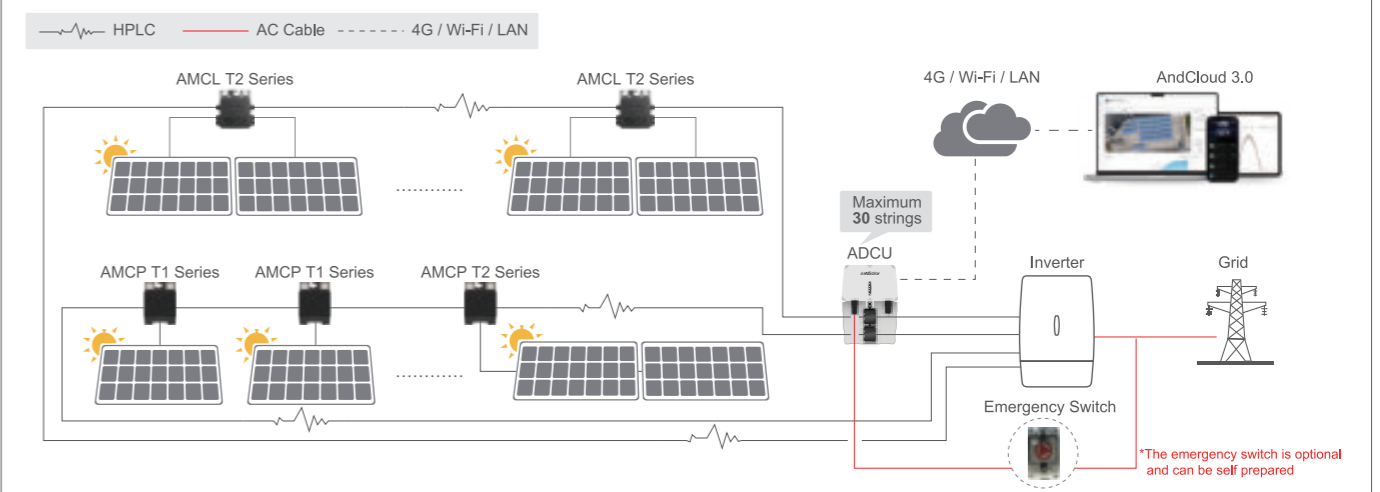 HPLC
AC Cable
4G / Wi-Fi / LAN
AMCL T2 Series
AMCL T2 Series
4G / Wi-Fi / LAN
AndCloud 3.0
Maximum
30 strings
ADCU
AMCP T1 Series
AMCP T1 Series
AMCP T2 Series
Inverter
Grid
Emergency Switch
*The emergency switch is optional
and can be self prepared